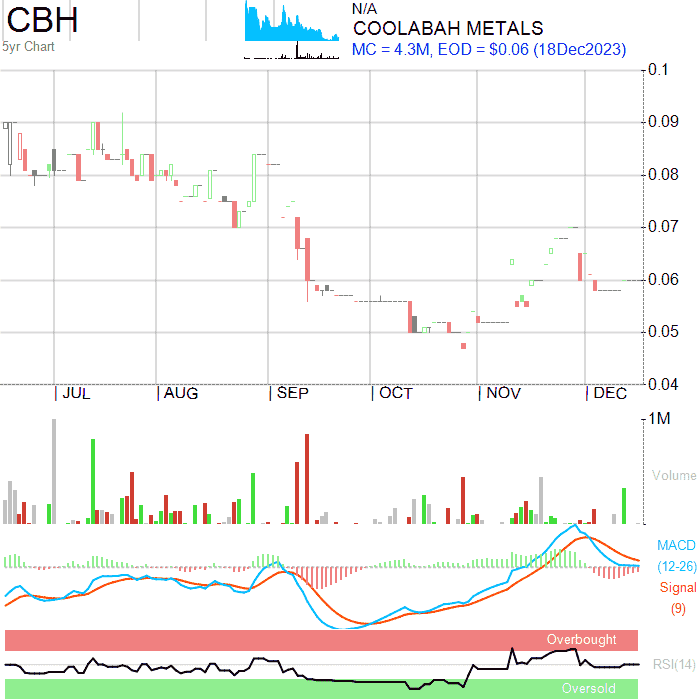 CBH
5yr Chart
N/A
COOLABAH METALS
MC = 4.3M, EOD = $0.06 (18Dec2023)
0.1
0.09
0.08
0.07
0.06
0.05
0.04
JUL AUG SEP OCT NOV DEC
1M
Volume
MACD
(12-26)
Signal
(9)
Overbought
RSI(14)
Oversold